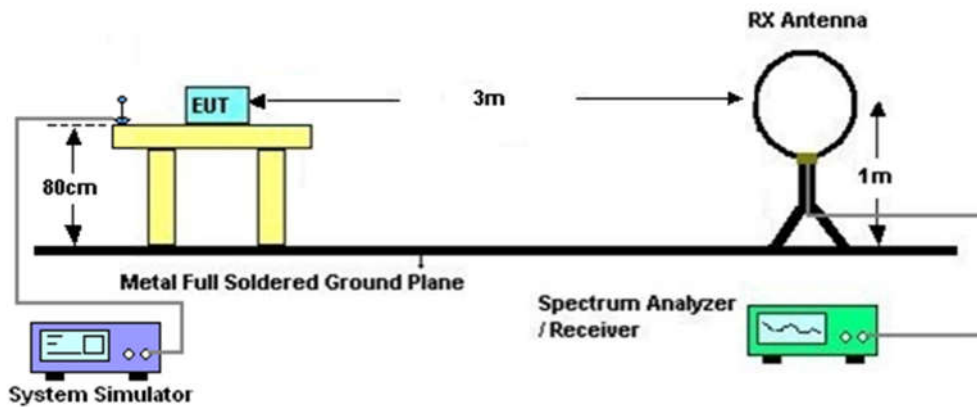 RX Antenna
EUT
3m
80cm
1m
Metal Full Soldered Ground Plane
Spectrum Analyzer
/ Receiver
System Simulator